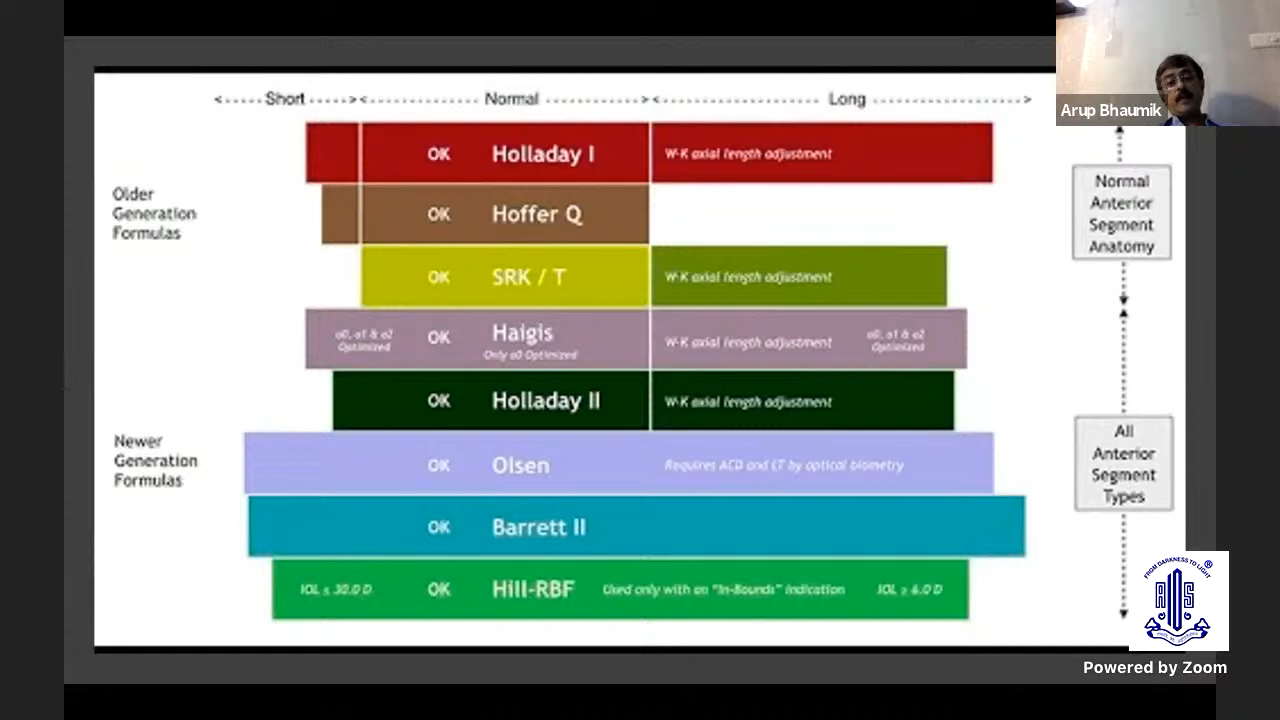 Short Normal Long
Arup Bhaumik
OK Holladay I W-K axial length adjustment
Older
Generation
Formulas
OK Hoffer Q
OK SRK / T W-K axial length adjustment
a0, a1 & a2
Optimized
OK Haigis
Only a0 Optimized
W-K axial length adjustment
a0, a1 & a2
Optimized
OK Holladay II W-K axial length adjustment
Newer
Generation
Formulas
OK Olsen Requires ACD and LT by optical biometry
OK Barrett II
IOL ≤ 30.0 D OK Hill-RBF Used only with an "In-Bounds" indication IOL ≥ 6.0 D
Normal
Anterior
Segment
Anatomy
All
Anterior
Segment
Types
FROM DARKNESS TO LIGHT ®
Powered by Zoom